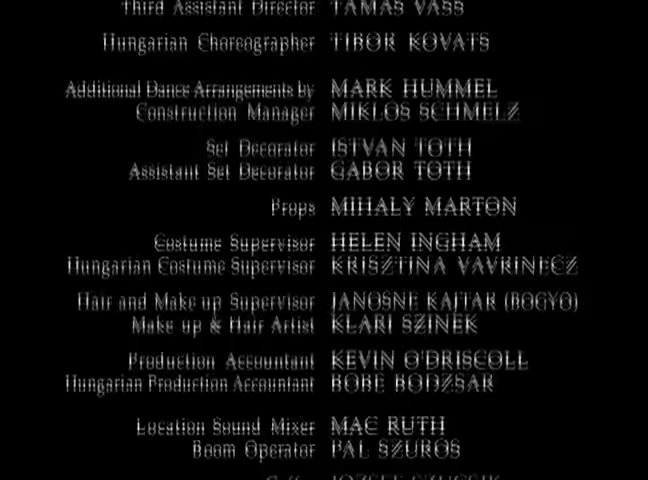 Third Assistant Director TAMAS VASS
Hungarian Choreographer TIBOR KOVATS
Additional Dance Arrangements by MARK HUMMEL
Construction Manager MIKLOS SCHMELZ
Set Decorator ISTVAN TOTH
Assistant Set Decorator GABOR TOTH
Props MIHALY MARTON
Costume Supervisor HELEN INGHAM
Hungarian Costume Supervisor KRISZTINA VAVRINECZ
Hair and Make up Supervisor JANOSNE KAJTAR (BOGYO)
Make up & Hair Artist KLARI SZINEK
Production Accountant KEVIN O'DRISCOLL
Hungarian Production Accountant BOBE BODZSAR
Location Sound Mixer MAC RUTH
Boom Operator PAL SZUROS